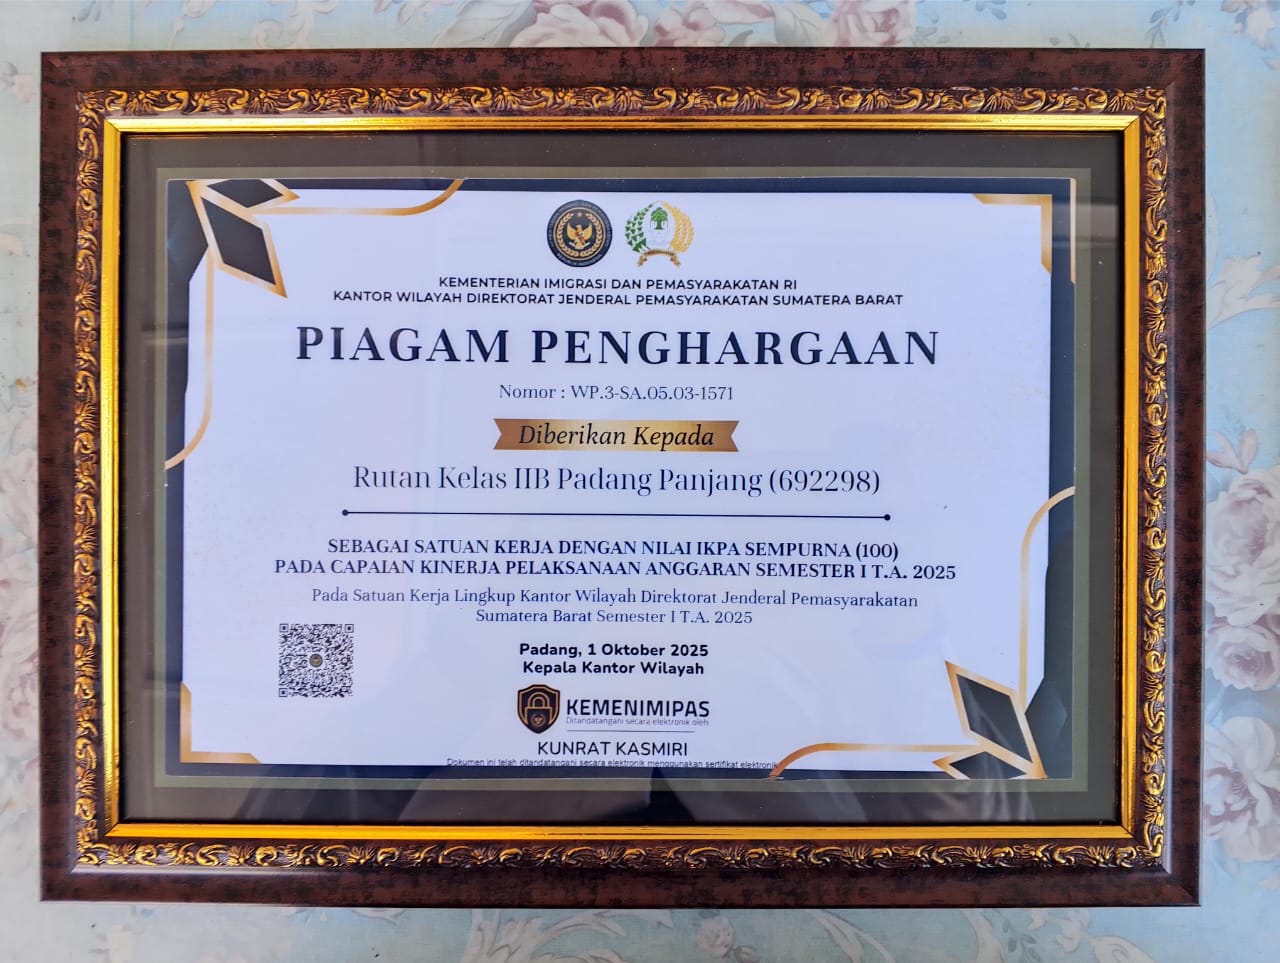 KEMENTERIAN IMIGRASI DAN PEMASYARAKATAN RI
KANTOR WILAYAH DIREKTORAT JENDERAL PEMASYARAKATAN SUMATERA BARAT
PIAGAM PENGHARGAAN
Nomor : WP.3-SA.05.03-1571
Diberikan Kepada
Rutan Kelas IIB Padang Panjang (692298)
SEBAGAI SATUAN KERJA DENGAN NILAI IKPA SEMPURNA (100)
PADA CAPAIAN KINERJA PELAKSANAAN ANGGARAN SEMESTER I T.A. 2025
Pada Satuan Kerja Lingkup Kantor Wilayah Direktorat Jenderal Pemasyarakatan
Sumatera Barat Semester I T.A. 2025
Padang, 1 Oktober 2025
Kepala Kantor Wilayah
KEMENIMIPAS
Ditandatangani secara elektronik oleh:
KUNRAT KASMIRI
Dokumen ini telah ditandatangani secara elektronik menggunakan sertifikat elektronik